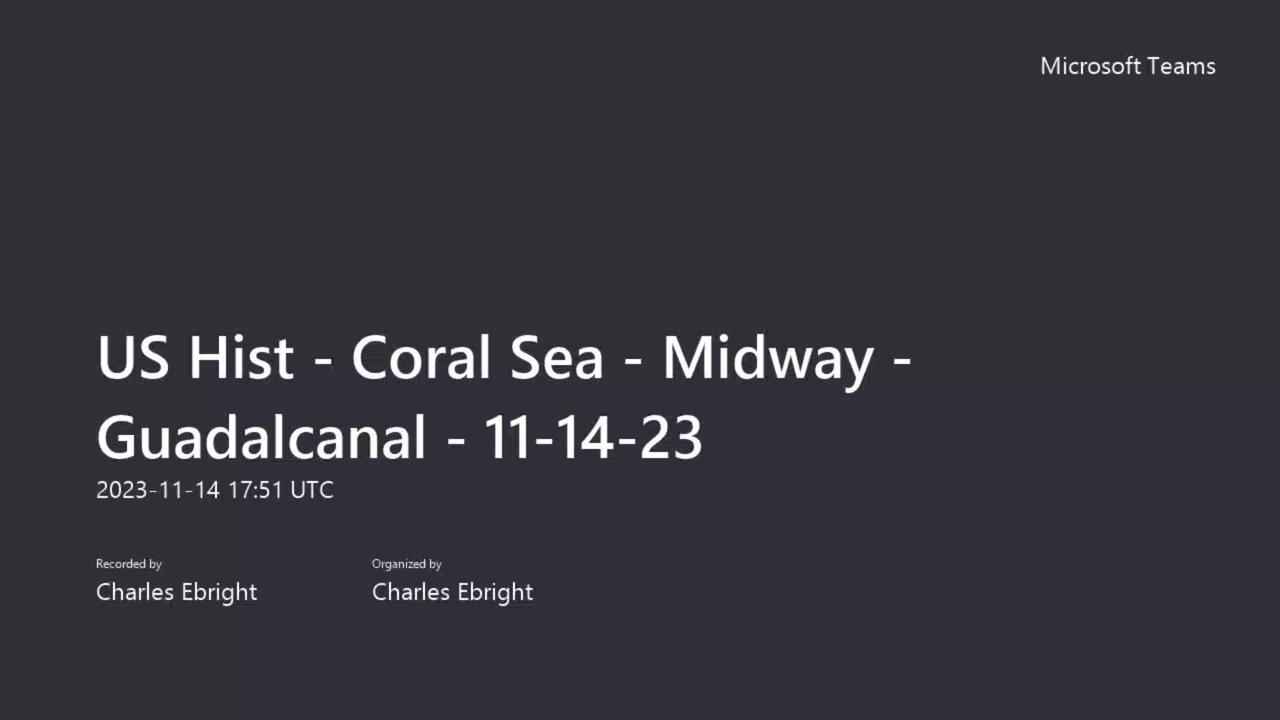 Microsoft Teams
US Hist - Coral Sea - Midway -
Guadalcanal - 11-14-23
2023-11-14 17:51 UTC
Recorded by
Organized by
Charles Ebright
Charles Ebright